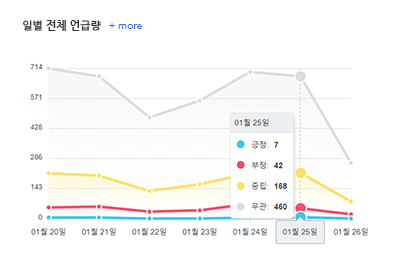 일별 전체 언급량 + more
714
571
428
286
143
0
01월 25일
긍정: 7
부정: 42
중립: 168
무관: 460
01월 20일 01월 21일 01월 22일 01월 23일 01월 24일 01월 25일 01월 26일